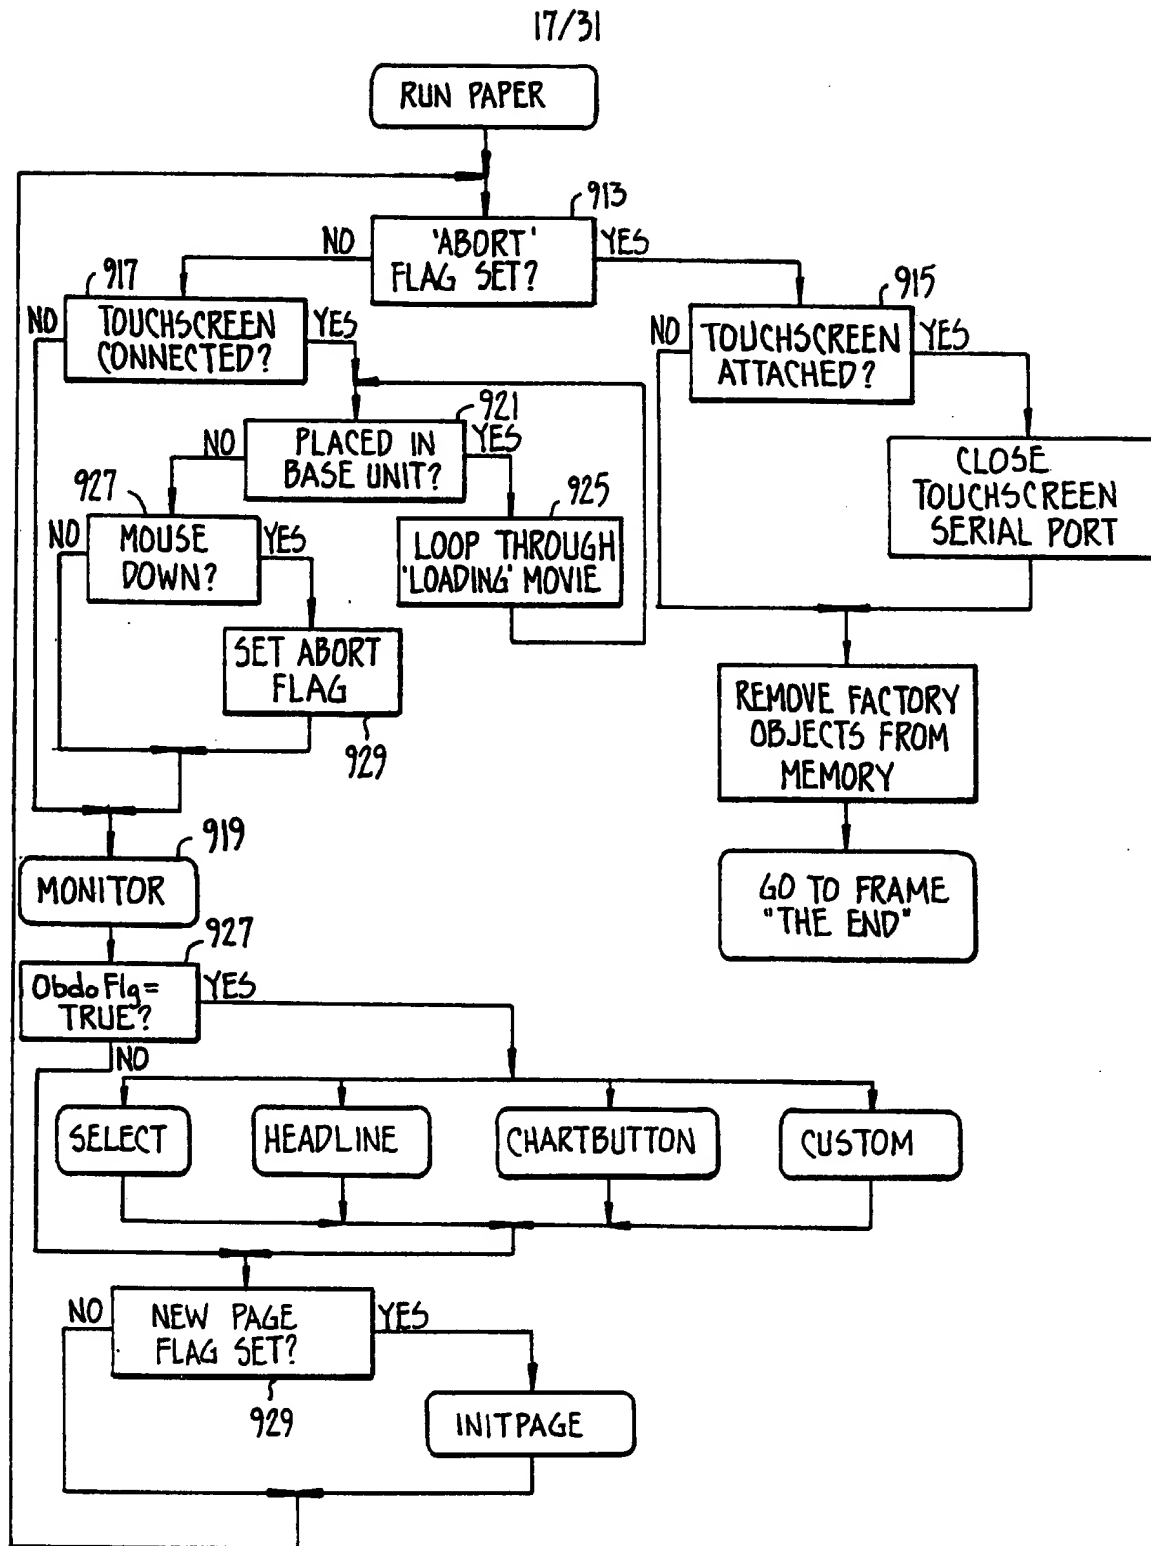 17/31
RUN PAPER
913
'ABORT'
FLAG SET?
NO
YES
917
TOUCHSCREEN
CONNECTED?
NO
YES
915
TOUCHSCREEN
ATTACHED?
NO
YES
921
PLACED IN
BASE UNIT?
NO
YES
CLOSE
TOUCHSCREEN
SERIAL PORT
927
MOUSE
DOWN?
NO
YES
925
LOOP THROUGH
'LOADING' MOVIE
SET ABORT
FLAG
929
REMOVE FACTORY
OBJECTS FROM
MEMORY
919
MONITOR
GO TO FRAME
"THE END"
927
ObdoFlg=
TRUE?
YES
NO
SELECT
HEADLINE
CHARTBUTTON
CUSTOM
NEW PAGE
FLAG SET?
NO
YES
929
INITPAGE